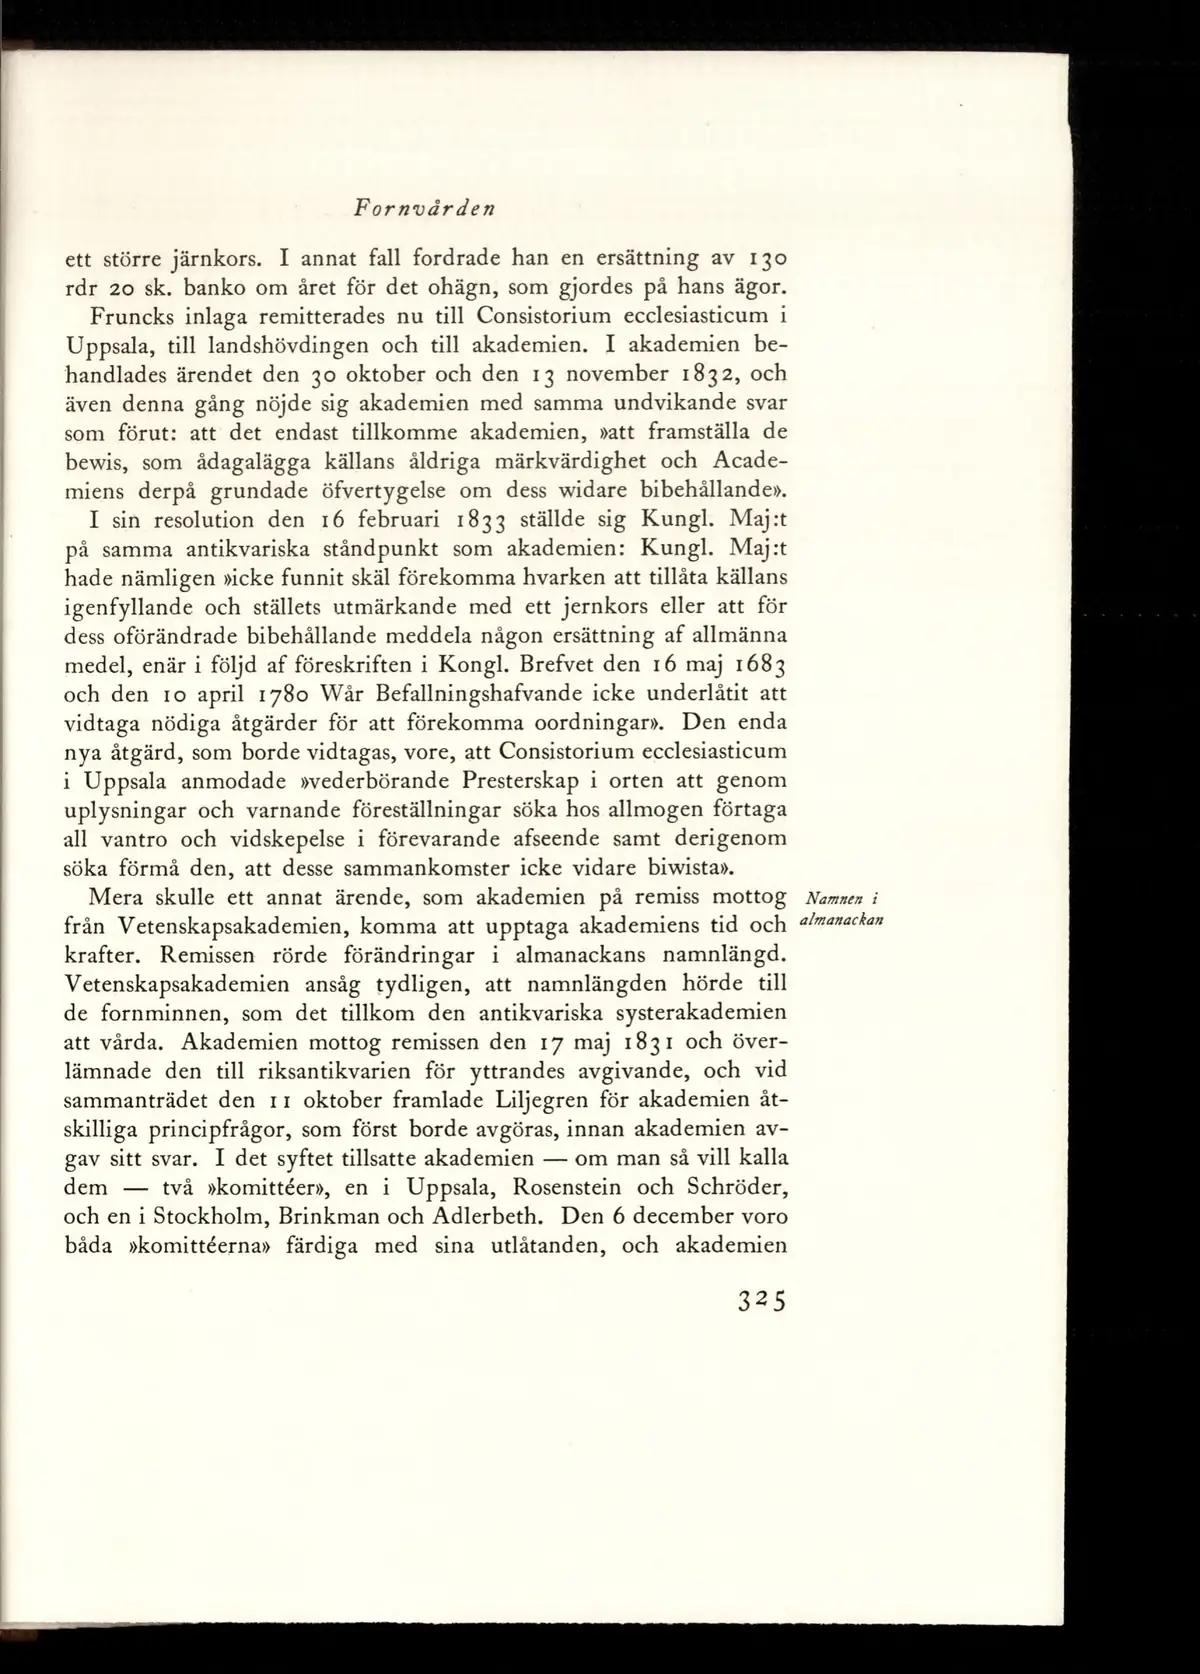 Fornvården
ett större järnkors. I annat fall fordrade han en ersättning av 130
rdr 20 sk. banko om året för det ohägn, som gjordes på hans ägor.
Fruncks inlaga remitterades nu till Consistorium ecclesiasticum i
Uppsala, till landshövdingen och till akademien. I akademien be-
handlades ärendet den 30 oktober och den 13 november 1832, och
även denna gång nöjde sig akademien med samma undvikande svar
som förut: att det endast tillkomme akademien, »att framställa de
bewis, som ådagalägga källans åldriga märkvärdighet och Acade-
miens derpå grundade öfvertygelse om dess widare bibehållande».
I sin resolution den 16 februari 1833 ställde sig Kungl. Maj:t
på samma antikvariska ståndpunkt som akademien: Kungl. Maj:t
hade nämligen »icke funnit skäl förekomma hvarken att tillåta källans
igenfyllande och ställets utmärkande med ett jernkors eller att för
dess oförändrade bibehållande meddela någon ersättning af allmänna
medel, enär i följd af föreskriften i Kongl. Brefvet den 16 maj 1683
och den 10 april 1780 Wår Befallningshafvande icke underlåtit att
vidtaga nödiga åtgärder för att förekomma oordningar». Den enda
nya åtgärd, som borde vidtagas, vore, att Consistorium ecclesiasticum
i Uppsala anmodade »vederbörande Presterskap i orten att genom
uplysningar och varnande föreställningar söka hos allmogen förtaga
all vantro och vidskepelse i förevarande afseende samt derigenom
söka förmå den, att desse sammankomster icke vidare biwista».
Mera skulle ett annat ärende, som akademien på remiss mottog
från Vetenskapsakademien, komma att upptaga akademiens tid och
krafter. Remissen rörde förändringar i almanackans namnlängd.
Vetenskapsakademien ansåg tydligen, att namnlängden hörde till
de fornminnen, som det tillkom den antikvariska systerakademien
att vårda. Akademien mottog remissen den 17 maj 1831 och över-
lämnade den till riksantikvarien för yttrandes avgivande, och vid
sammanträdet den 11 oktober framlade Liljegren för akademien åt-
skilliga principfrågor, som först borde avgöras, innan akademien av-
gav sitt svar. I det syftet tillsatte akademien — om man så vill kalla
dem — två »komittéer», en i Uppsala, Rosenstein och Schröder,
och en i Stockholm, Brinkman och Adlerbeth. Den 6 december voro
båda »komittéerna» färdiga med sina utlåtanden, och akademien
Namnen i
almanackan
325